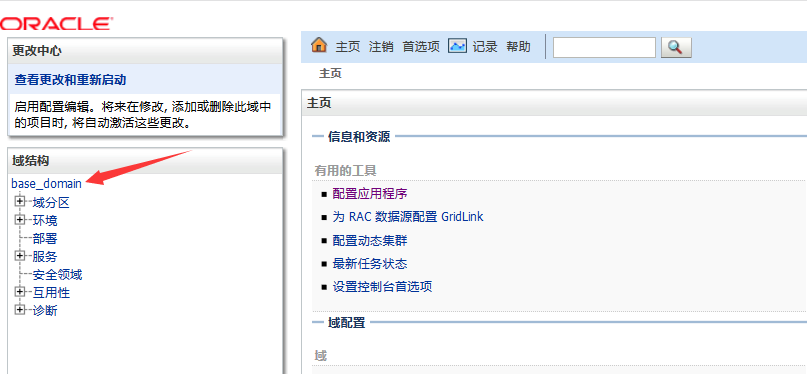 ORACLE
更改中心
查看更改和重新启动
启用配置编辑。将来在修改, 添加或删除此域中
的项目时, 将自动激活这些更改。
域结构
base_domain
域分区
环境
部署
服务
安全领域
互用性
诊断
主页 注销 首选项 记录 帮助
主页
主页
信息和资源
有用的工具
配置应用程序
为 RAC 数据源配置 GridLink
配置动态集群
最新任务状态
设置控制台首选项
域配置
域